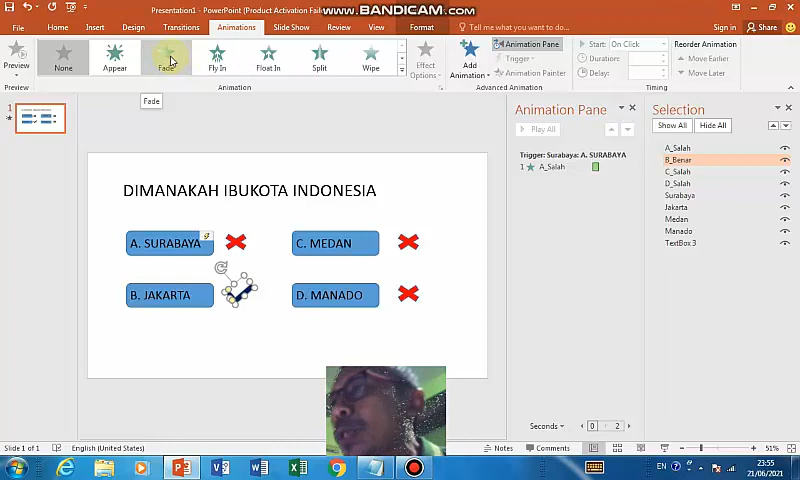 Presentation1 - PowerPoint (Product Activation Faile
WWW.BANDICAM.COM
File
Home
Insert
Design
Transitions
Animations
Slide Show
Review
View
Format
Tell me what you want to do...
Sign in
Share
Preview
None
Appear
Fade
Fly In
Float In
Split
Wipe
Effect Options
Add Animation
Animation Pane
Trigger
Animation Painter
Start: On Click
Duration:
Delay:
Reorder Animation
Move Earlier
Move Later
Preview
Animation
Advanced Animation
Timing
Fade
1
Animation Pane
Play All
Trigger: Surabaya: A. SURABAYA
1 A_Salah
Seconds
0
2
Selection
Show All
Hide All
A_Salah
B_Benar
C_Salah
D_Salah
Surabaya
Jakarta
Medan
Manado
TextBox 3
DIMANAKAH IBUKOTA INDONESIA
A. SURABAYA
C. MEDAN
B. JAKARTA
D. MANADO
Slide 1 of 1
English (United States)
Notes
Comments
51%
EN
23:55
21/06/2021